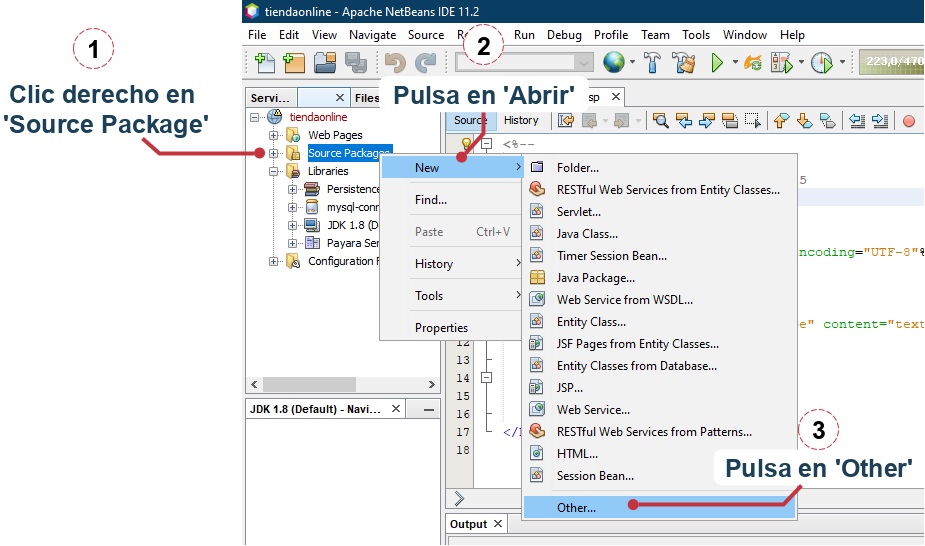 tiendaonline - Apache NetBeans IDE 11.2
File Edit View Navigate Source Run Debug Profile Team Tools Window Help
1
2
223,0/470
Clic derecho en
'Source Package'
Pulsa en 'Abrir'
Servi...
Files
sp
tiendaonline
Source History
Web Pages
<%--
Source Packages
Libraries
New
Folder...
5
Persistence
RESTful Web Services from Entity Classes...
Find...
mysql-conn
Servlet...
JDK 1.8 (D
Paste Ctrl+V
Java Class...
Payara Ser
Timer Session Bean...
ncoding="UTF-8"%
Configuration F
History
Java Package...
Tools
Web Service from WSDL...
Properties
Entity Class...
e" content="text
12
JSF Pages from Entity Classes...
13
Entity Classes from Database...
14
JSP...
15
JDK 1.8 (Default) - Navi...
Web Service...
16
17
RESTful Web Services from Patterns...
3
18
HTML...
Pulsa en 'Other'
Session Bean...
Other...
Output